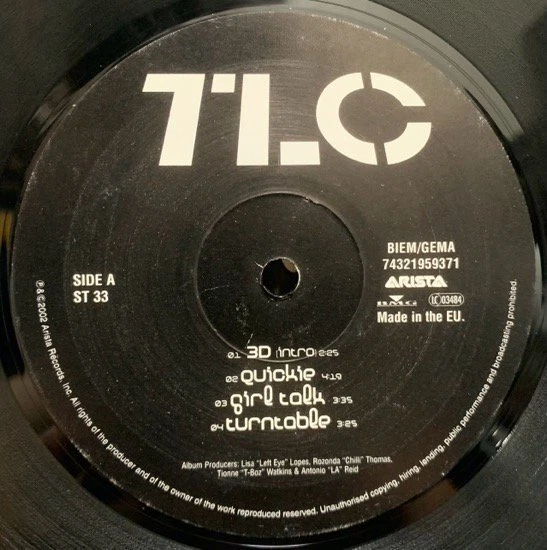 TLC
SIDE A
ST 33
BIEM/GEMA
74321959371
ARISTA
BMG
LC 03484
Made in the EU.
01 3D (intro) 2:25
02 Quickie 4:19
03 girl talk 3:35
04 turntable 3:25
Album Producers: Lisa "Left Eye" Lopes, Rozonda "Chilli" Thomas,
Tionne "T-Boz" Watkins & Antonio "LA" Reid
℗ & © 2002 Arista Records, Inc. All rights of the producer and of the owner of the work reproduced reserved. Unauthorised copying, hiring, lending, public performance and broadcasting prohibited.